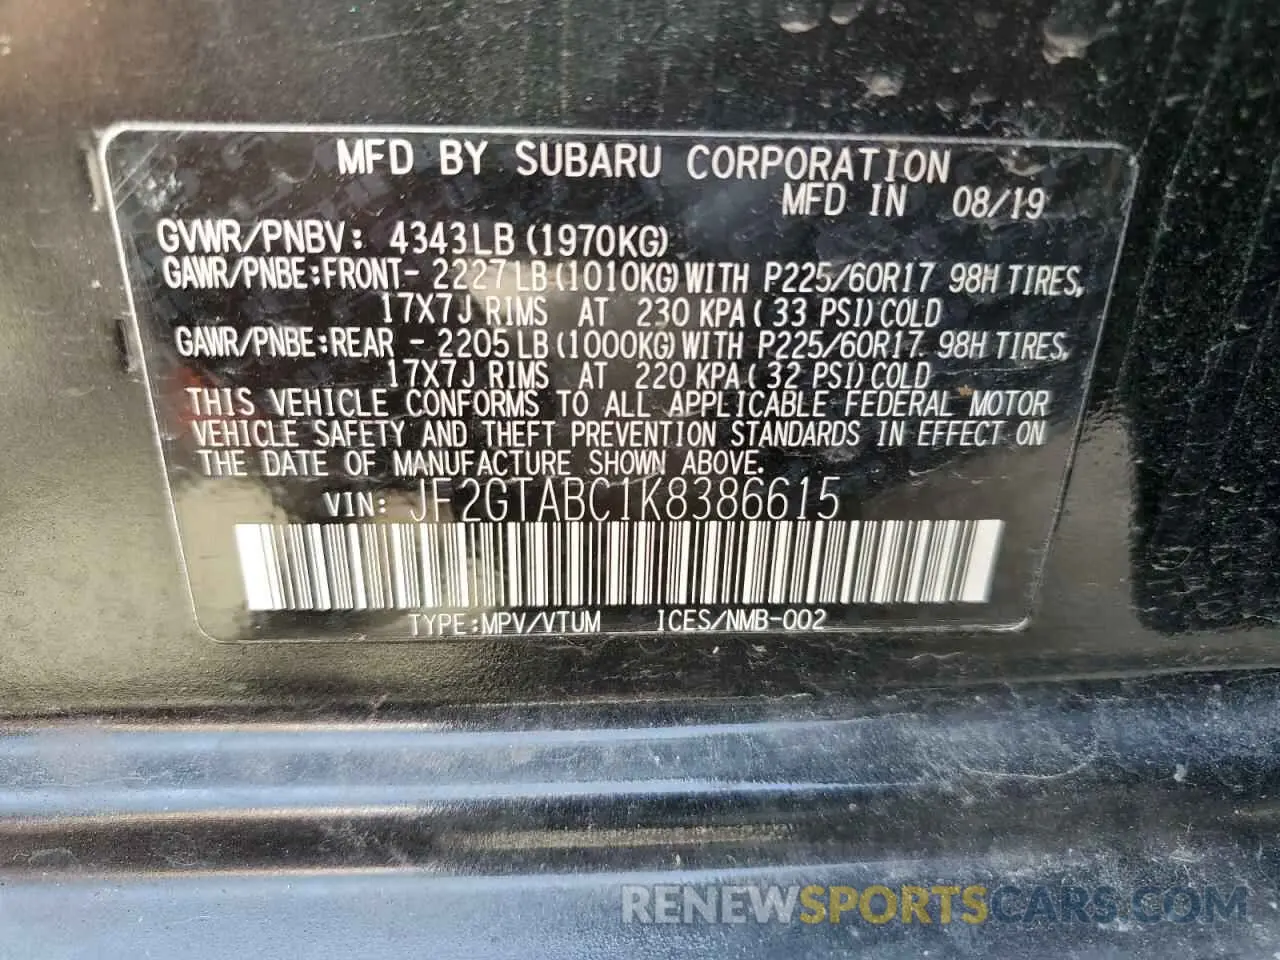 MFD BY SUBARU CORPORATION
MFD IN 08/19
GVWR/PNBV: 4343LB(1970KG)
GAWR/PNBE:FRONT- 2227LB(1010KG)WITH P225/60R17 98H TIRES,
17X7J RIMS AT 230 KPA(33 PSI)COLD
GAWR/PNBE:REAR - 2205LB(1000KG)WITH P225/60R17 98H TIRES,
17X7J RIMS AT 220 KPA(32 PSI)COLD
THIS VEHICLE CONFORMS TO ALL APPLICABLE FEDERAL MOTOR
VEHICLE SAFETY AND THEFT PREVENTION STANDARDS IN EFFECT ON
THE DATE OF MANUFACTURE SHOWN ABOVE.
VIN: JF2GTABC1K8386615
TYPE:MPV/VTUM ICES/NMB-002
RENEWSPORTSCARS.COM